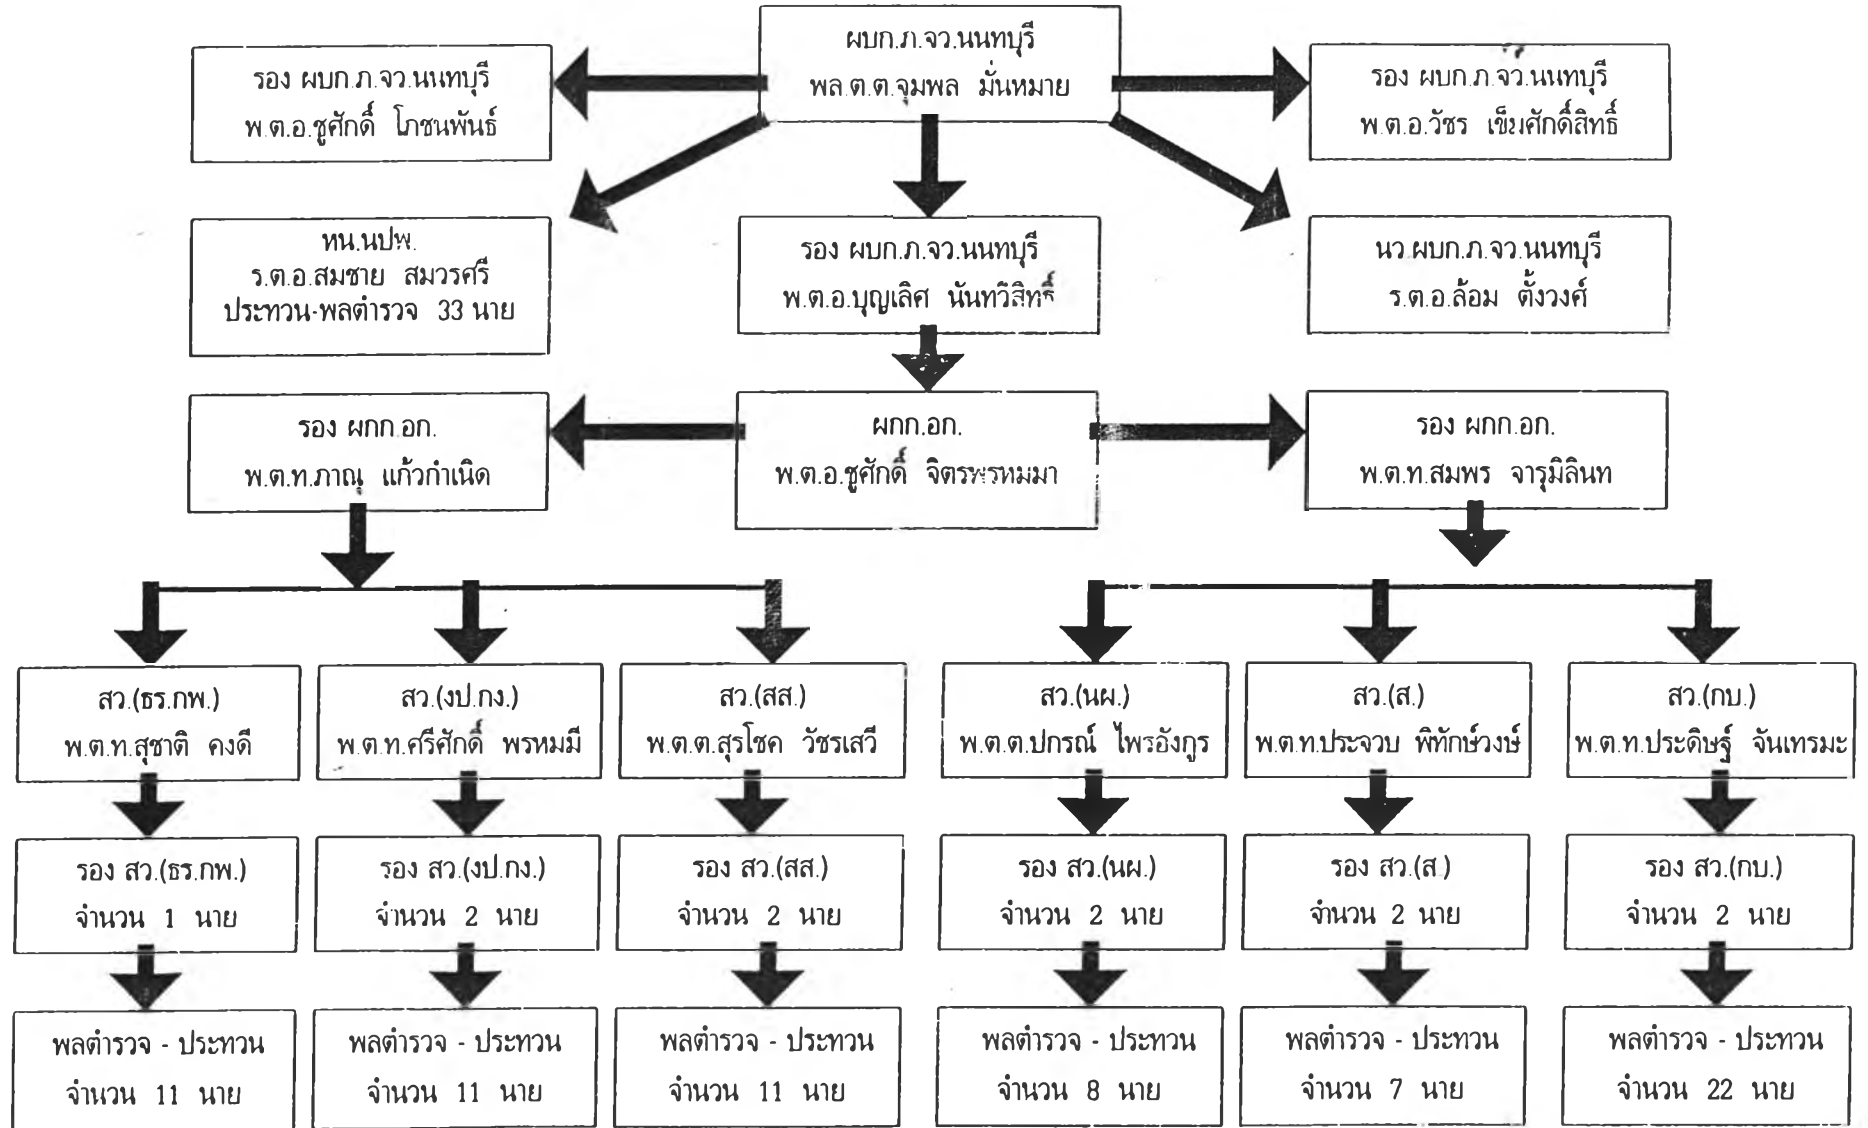 ผบก.ภ.จว.นนทบุรี
พล.ต.ต.จุมพล มั่นหมาย
รอง ผบก.ภ.จว.นนทบุรี
พ.ต.อ.ชูศักดิ์ โภชนพันธ์
รอง ผบก.ภ.จว.นนทบุรี
พ.ต.อ.วัชร เข็มศักดิ์สิทธิ์
หน.นปพ.
ร.ต.อ.สมชาย สมวรศรี
ประทวน-พลตำรวจ 33 นาย
รอง ผบก.ภ.จว.นนทบุรี
พ.ต.อ.บุญเลิศ นันทวิสิทธิ์
นว.ผบก.ภ.จว.นนทบุรี
ร.ต.อ.ล้อม ตั้งวงศ์
รอง ผกก.อก.
พ.ต.ท.ภาณุ แก้วกำเนิด
ผกก.อก.
พ.ต.อ.ชูศักดิ์ จิตรพรหมมา
รอง ผกก.อก.
พ.ต.ท.สมพร จารุมิลินท
สว.(ธร.กพ.)
พ.ต.ท.สุชาติ คงดี
สว.(งป.กง.)
พ.ต.ท.ศรีศักดิ์ พรหมมี
สว.(สส.)
พ.ต.ต.สุรโชค วัชรเสวี
สว.(นผ.)
พ.ต.ต.ปกรณ์ ไพรอังกูร
สว.(ส.)
พ.ต.ท.ประจวบ พิทักษ์วงษ์
สว.(กบ.)
พ.ต.ท.ประดิษฐ์ จันเทรมะ
รอง สว.(ธร.กพ.)
จำนวน 1 นาย
รอง สว.(งป.กง.)
จำนวน 2 นาย
รอง สว.(สส.)
จำนวน 2 นาย
รอง สว.(นผ.)
จำนวน 2 นาย
รอง สว.(ส.)
จำนวน 2 นาย
รอง สว.(กบ.)
จำนวน 2 นาย
พลตำรวจ - ประทวน
จำนวน 11 นาย
พลตำรวจ - ประทวน
จำนวน 11 นาย
พลตำรวจ - ประทวน
จำนวน 11 นาย
พลตำรวจ - ประทวน
จำนวน 8 นาย
พลตำรวจ - ประทวน
จำนวน 7 นาย
พลตำรวจ - ประทวน
จำนวน 22 นาย